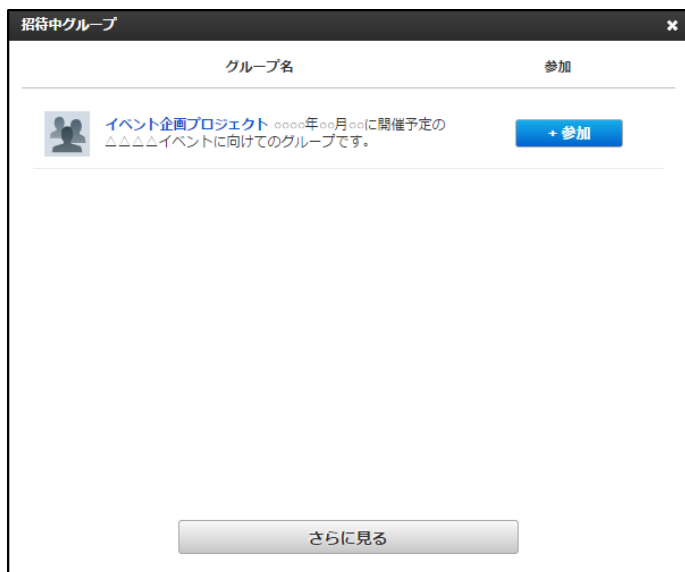 招待中グループ
グループ名 参加
イベント企画プロジェクト ○○○○年○○月○○に開催予定の
△△△△イベントに向けてのグループです。
+ 参加
さらに見る